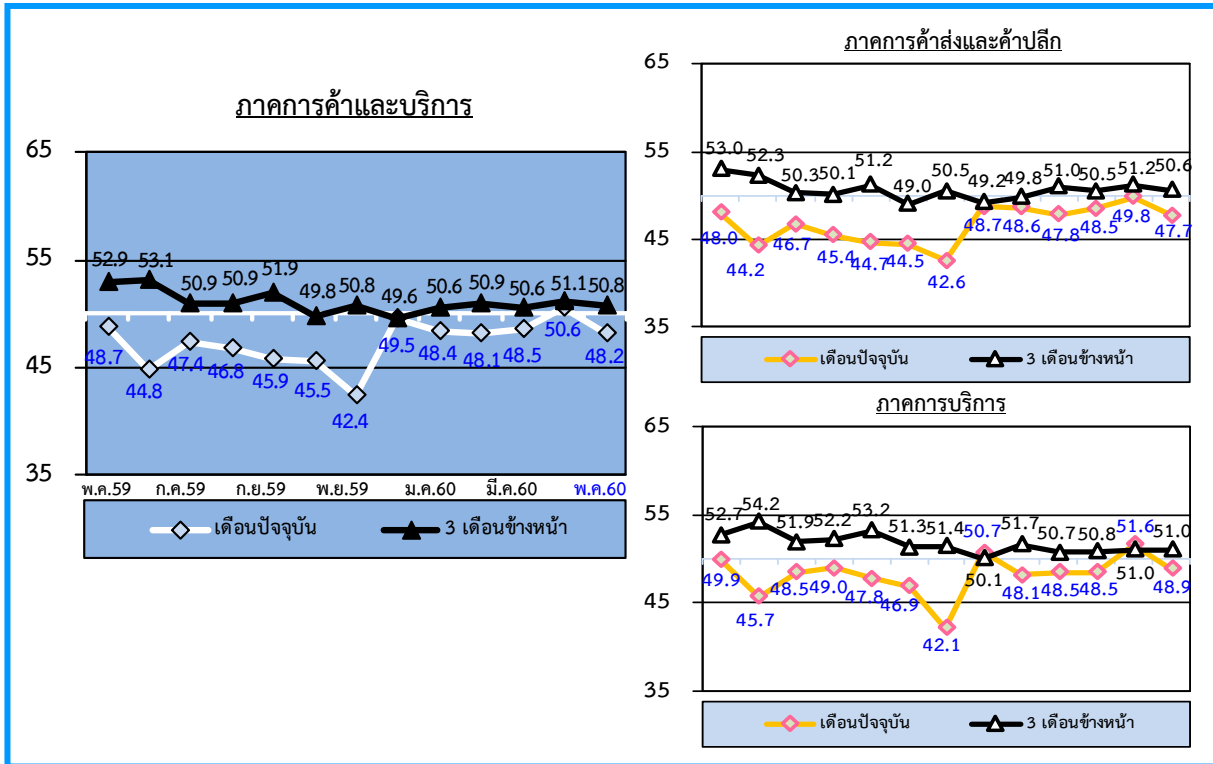 ภาคการค้าและบริการ
65
55
45
35
52.9 53.1 50.9 50.9 51.9 49.8 50.8 49.6 50.6 50.9 50.6 51.1 50.8
48.7 44.8 47.4 46.8 45.9 45.5 42.4 49.5 48.4 48.1 48.5 50.6 48.2
พ.ค.59 ก.ค.59 ก.ย.59 พ.ย.59 ม.ค.60 มี.ค.60 พ.ค.60
เดือนปัจจุบัน 3 เดือนข้างหน้า
ภาคการค้าส่งและค้าปลีก
65
55
45
35
53.0 52.3 50.3 50.1 51.2 49.0 50.5 49.2 49.8 51.0 50.5 51.2 50.6
48.0 44.2 46.7 45.4 44.7 44.5 42.6 48.7 48.6 47.8 48.5 49.8 47.7
เดือนปัจจุบัน 3 เดือนข้างหน้า
ภาคการบริการ
65
55
45
35
52.7 54.2 51.9 52.2 53.2 51.3 51.4 50.1 51.7 50.7 50.8 51.0 51.0
49.9 45.7 48.5 49.0 47.8 46.9 42.1 50.7 48.1 48.5 48.5 51.6 48.9
เดือนปัจจุบัน 3 เดือนข้างหน้า